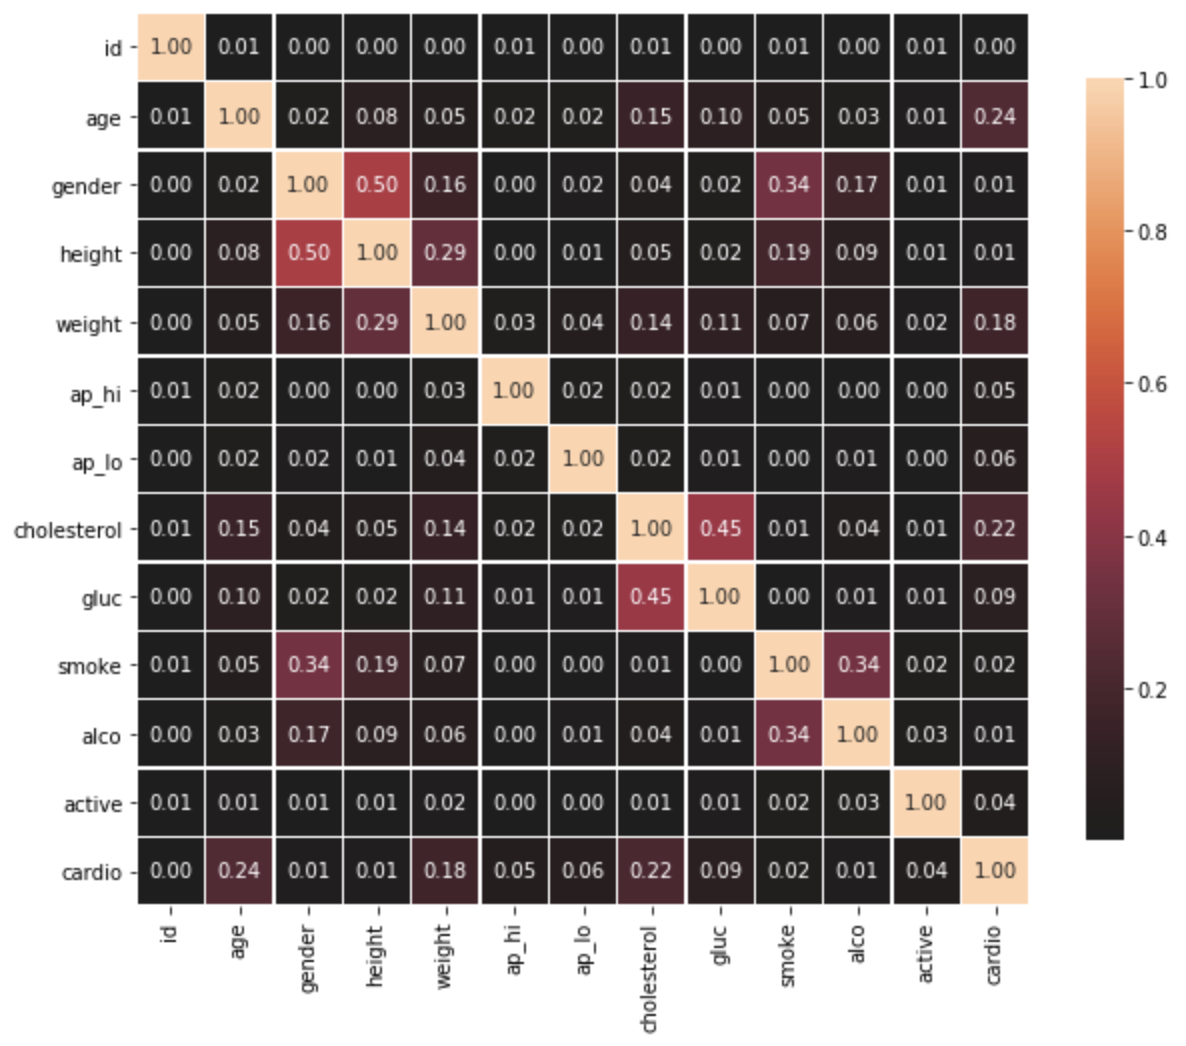 id 1.00 0.01 0.00 0.00 0.00 0.01 0.00 0.01 0.00 0.01 0.00 0.01 0.00
age 0.01 1.00 0.02 0.08 0.05 0.02 0.02 0.15 0.10 0.05 0.03 0.01 0.24
gender 0.00 0.02 1.00 0.50 0.16 0.00 0.02 0.04 0.02 0.34 0.17 0.01 0.01
height 0.00 0.08 0.50 1.00 0.29 0.00 0.01 0.05 0.02 0.19 0.09 0.01 0.01
weight 0.00 0.05 0.16 0.29 1.00 0.03 0.04 0.14 0.11 0.07 0.06 0.02 0.18
ap_hi 0.01 0.02 0.00 0.00 0.03 1.00 0.02 0.02 0.01 0.00 0.00 0.00 0.05
ap_lo 0.00 0.02 0.02 0.01 0.04 0.02 1.00 0.02 0.01 0.00 0.01 0.00 0.06
cholesterol 0.01 0.15 0.04 0.05 0.14 0.02 0.02 1.00 0.45 0.01 0.04 0.01 0.22
gluc 0.00 0.10 0.02 0.02 0.11 0.01 0.01 0.45 1.00 0.00 0.01 0.01 0.09
smoke 0.01 0.05 0.34 0.19 0.07 0.00 0.00 0.01 0.00 1.00 0.34 0.02 0.02
alco 0.00 0.03 0.17 0.09 0.06 0.00 0.01 0.04 0.01 0.34 1.00 0.03 0.01
active 0.01 0.01 0.01 0.01 0.02 0.00 0.00 0.01 0.01 0.02 0.03 1.00 0.04
cardio 0.00 0.24 0.01 0.01 0.18 0.05 0.06 0.22 0.09 0.02 0.01 0.04 1.00
id age gender height weight ap_hi ap_lo cholesterol gluc smoke alco active cardio
1.0
0.8
0.6
0.4
0.2